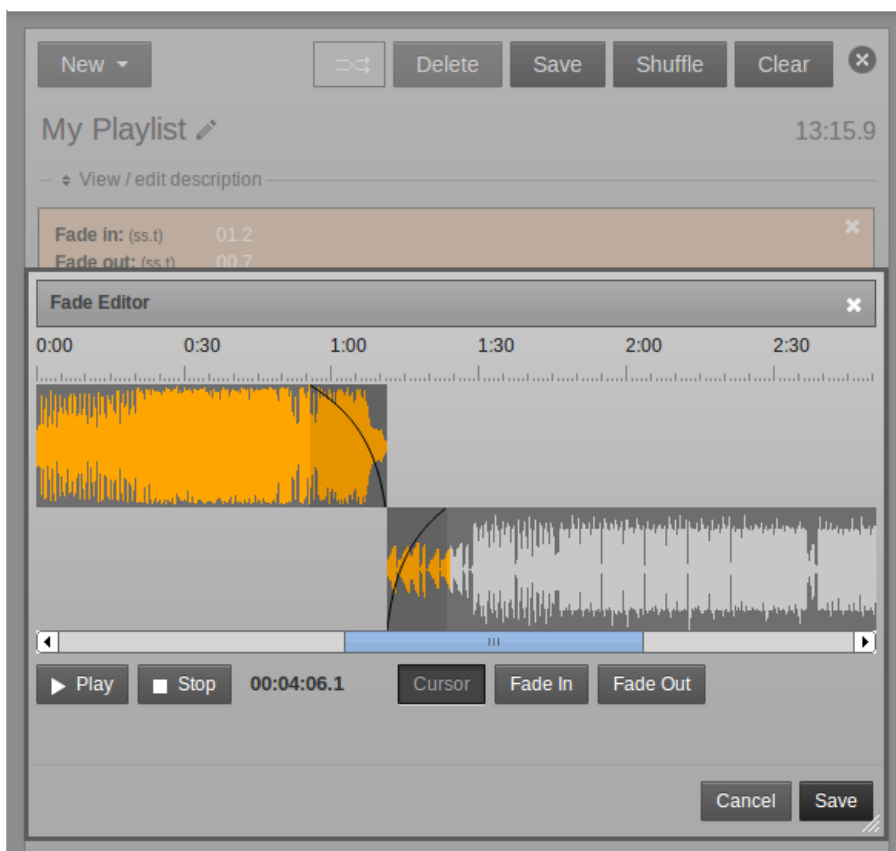 New Delete Save Shuffle Clear
My Playlist 13:15.9
View / edit description
Fade in: (ss.t) 01.2
Fade out: (ss.t) 00.7
Fade Editor
0:00 0:30 1:00 1:30 2:00 2:30
Play Stop 00:04:06.1 Cursor Fade In Fade Out
Cancel Save